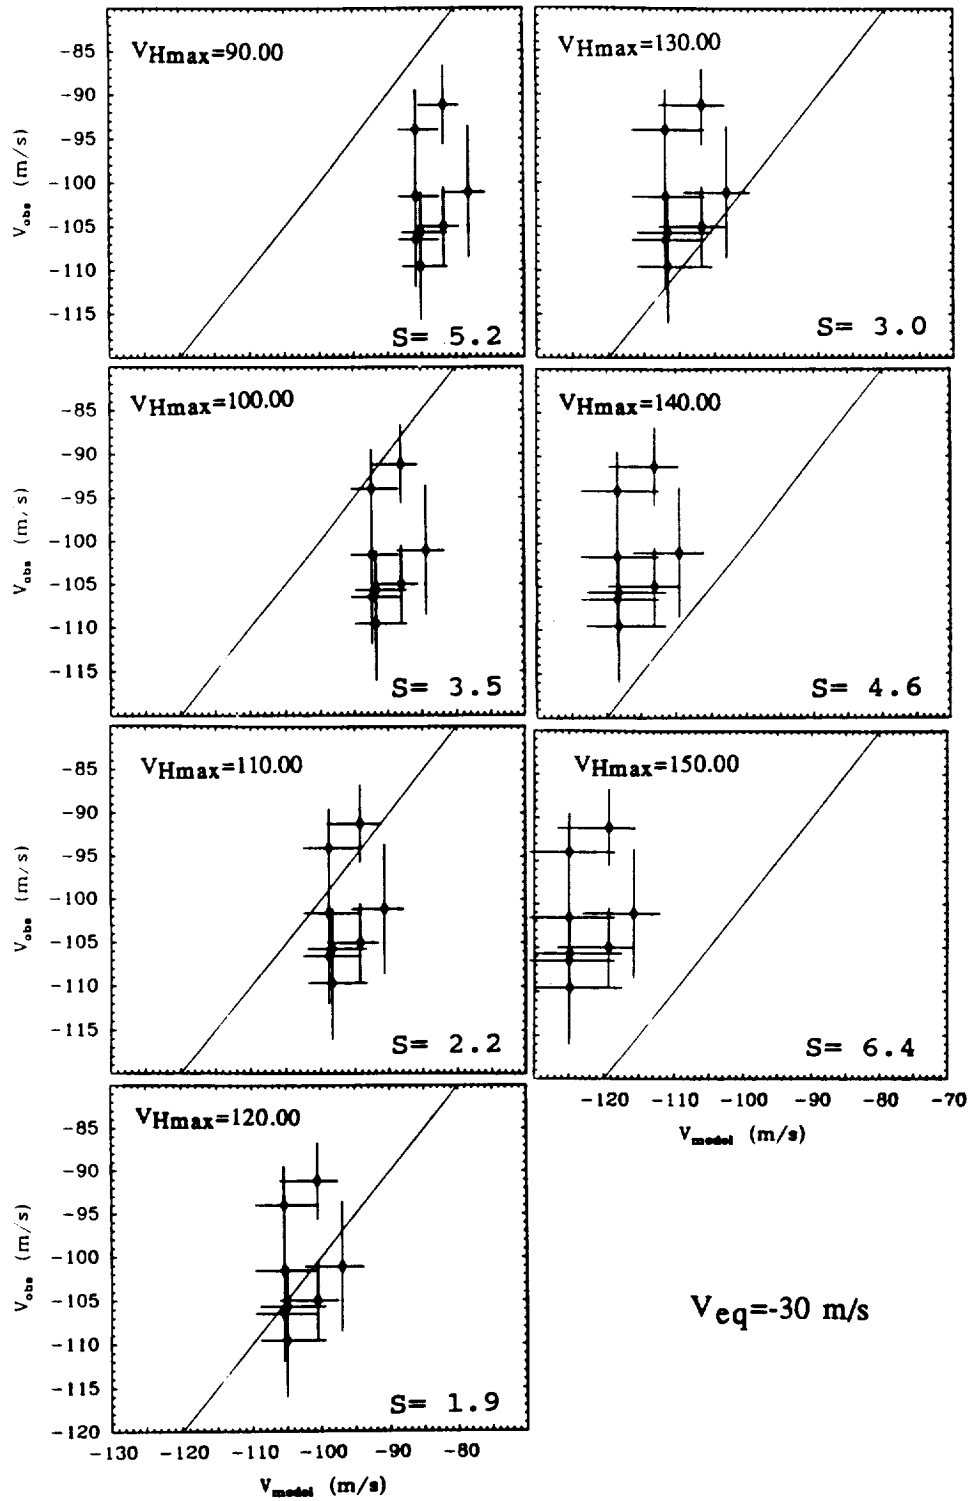 VHmax=90.00
-85
-90
-95
-100
-105
-110
-115
Vobs (m/s)
S= 5.2
VHmax=130.00
S= 3.0
VHmax=100.00
-85
-90
-95
-100
-105
-110
-115
Vobs (m/s)
S= 3.5
VHmax=140.00
S= 4.6
VHmax=110.00
-85
-90
-95
-100
-105
-110
-115
Vobs (m/s)
S= 2.2
VHmax=150.00
S= 6.4
-120 -110 -100 -90 -80 -70
Vmodel (m/s)
VHmax=120.00
-85
-90
-95
-100
-105
-110
-115
-120
Vobs (m/s)
S= 1.9
-130 -120 -110 -100 -90 -80
Vmodel (m/s)
Veq=-30 m/s